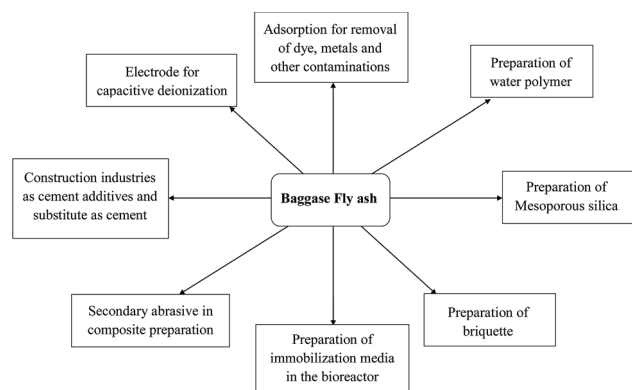 Adsorption for removal
of dye, metals and
other contaminations
Electrode for
capacitive deionization
Preparation of
water polymer
Construction industries
as cement additives and
substitute as cement
Baggase Fly ash
Preparation of
Mesoporous silica
Secondary abrasive in
composite preparation
Preparation of
immobilization media
in the bioreactor
Preparation of
briquette